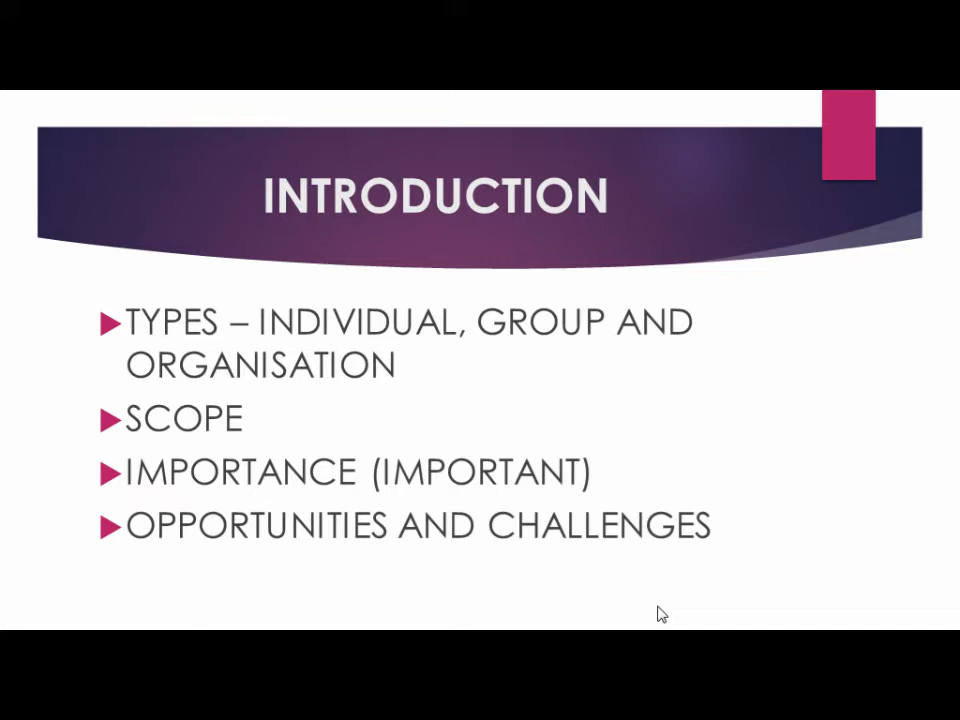 INTRODUCTION
TYPES – INDIVIDUAL, GROUP AND
ORGANISATION
SCOPE
IMPORTANCE (IMPORTANT)
OPPORTUNITIES AND CHALLENGES